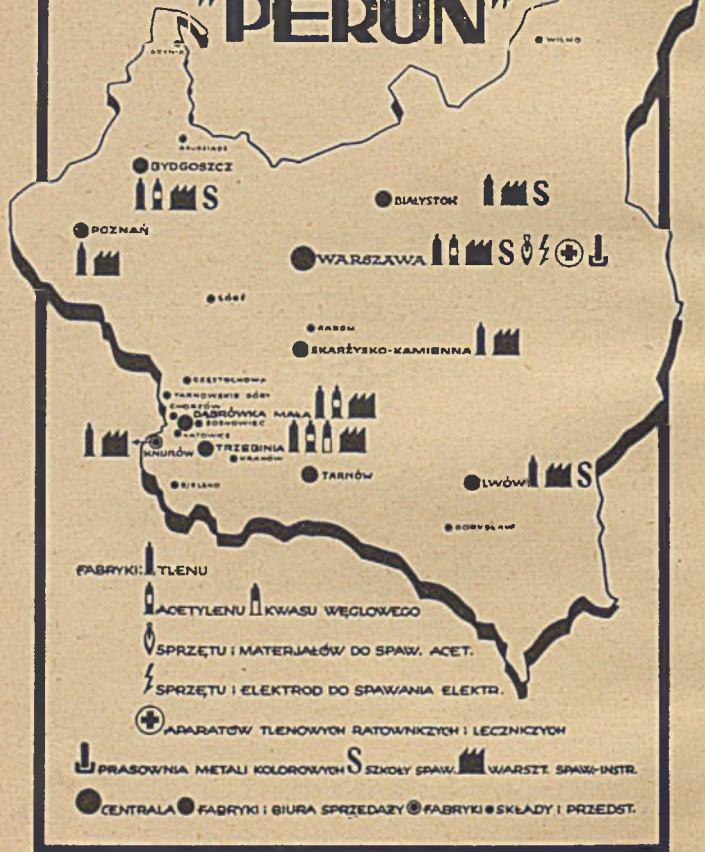 "PERUN"
WILNO
GDYNIA
GRUDZIĄDZ
BYDGOSZCZ
S
BIAŁYSTOK S
POZNAŃ
WARSZAWA S
ŁÓDŹ
RADOM
SKARŻYSKO-KAMIENNA
CZĘSTOCHOWA
TARNOWSKIE GÓRY
CHORZÓW
DĄBRÓWKA MAŁA
SOSNOWIEC
KATOWICE
KNURÓW
TRZEBINIA
KRAKÓW
TARNÓW
LWÓW S
BIELSKO
BORYSŁAW
FABRYKI: TLENU
ACETYLENU KWASU WĘGLOWEGO
SPRZĘTU I MATERJAŁÓW DO SPAW. ACET.
SPRZĘTU I ELEKTROD DO SPAWANIA ELEKTR.
APARATÓW TLENOWYCH RATOWNICZYCH I LECZNICZYCH
PRASOWNIA METALI KOLOROWYCH S SZKOŁY SPAW. WARSZT. SPAW.-INSTR.
CENTRALA FABRYKI I BIURA SPRZEDAŻY FABRYKI SKŁADY I PRZEDST.